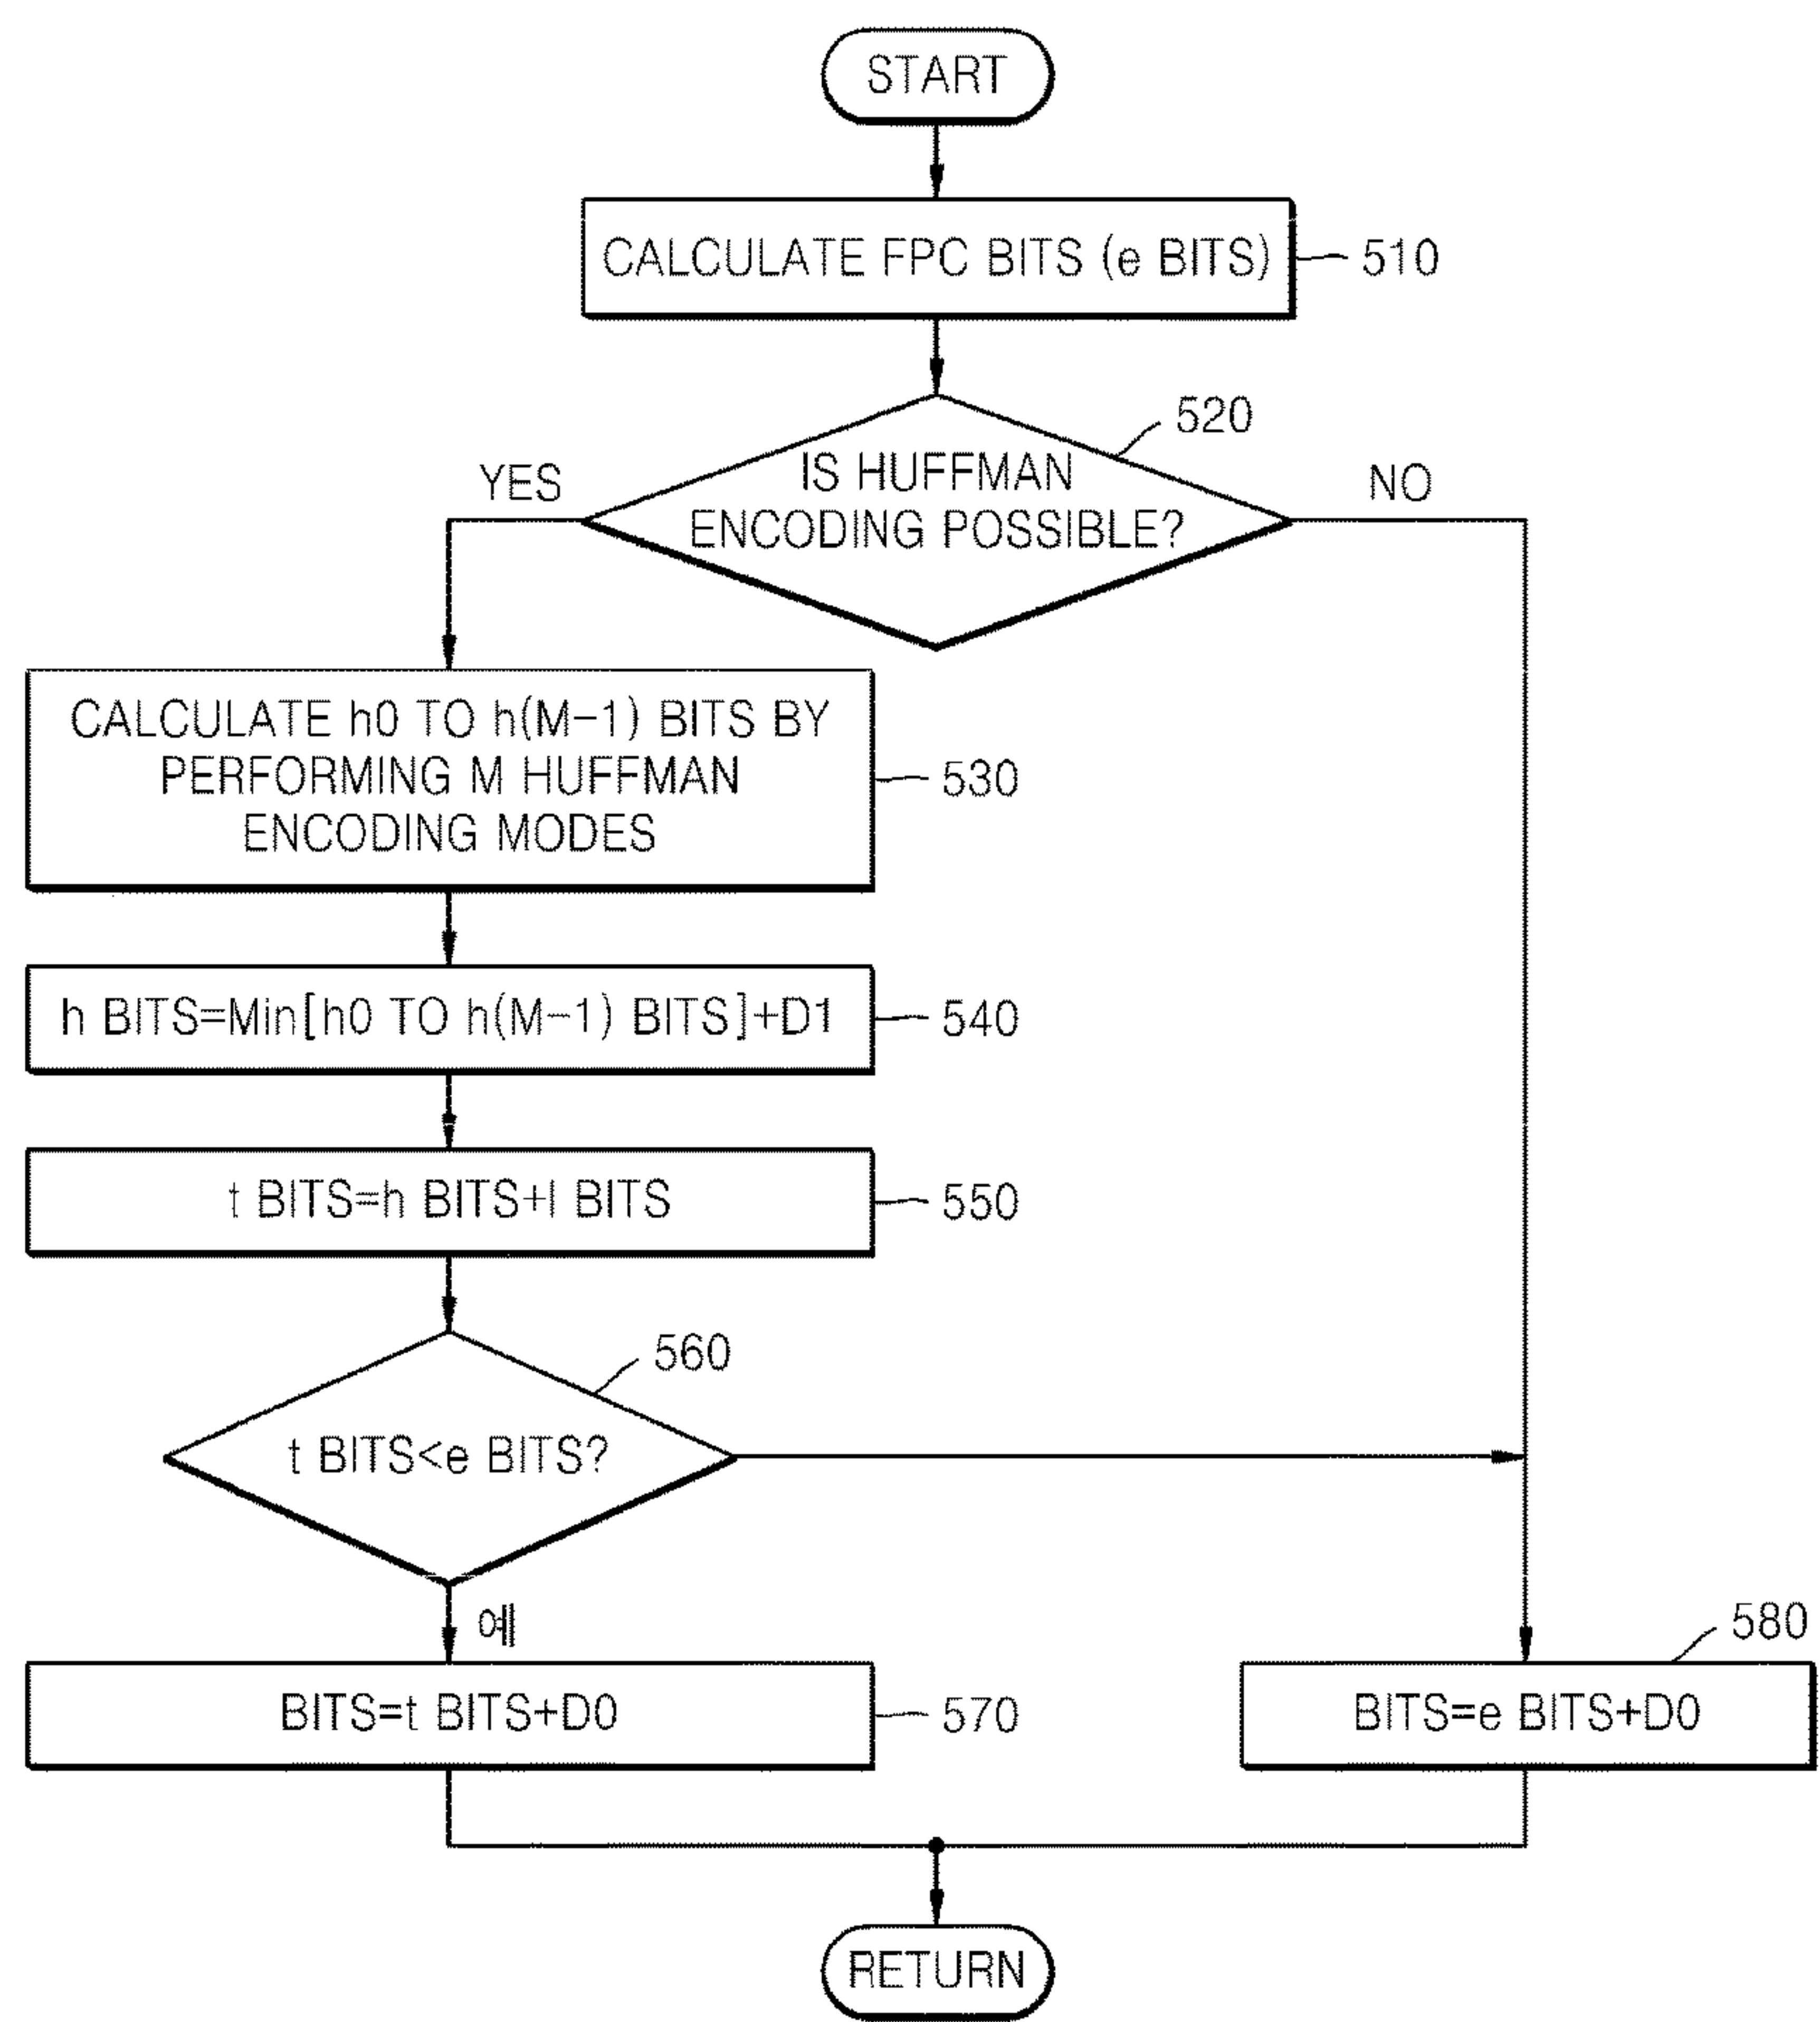 START
CALCULATE FPC BITS (e BITS)
510
520
IS HUFFMAN
ENCODING POSSIBLE?
YES
NO
CALCULATE h0 TO h(M-1) BITS BY
PERFORMING M HUFFMAN
ENCODING MODES
530
h BITS=Min[h0 TO h(M-1) BITS]+D1
540
t BITS=h BITS+l BITS
550
560
t BITS<e BITS?
예
BITS=t BITS+D0
570
580
BITS=e BITS+D0
RETURN